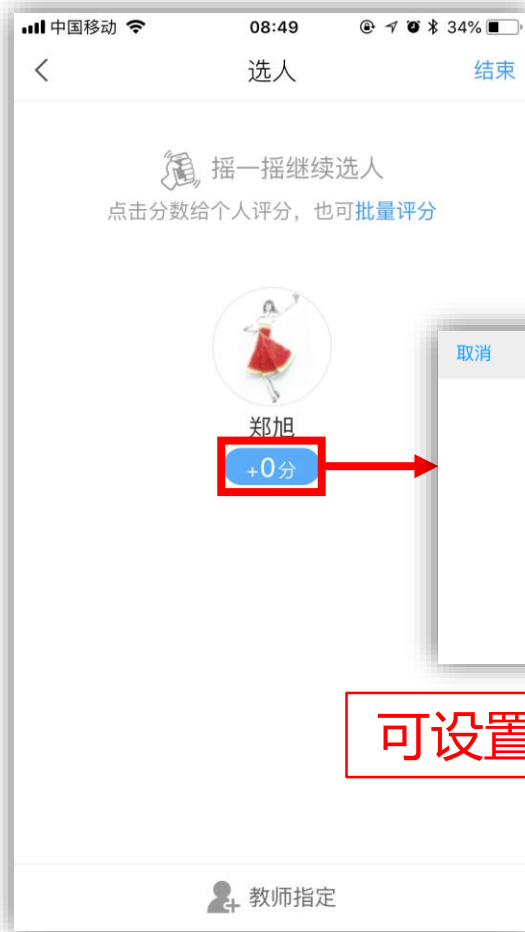 中国移动 08:49 34%
选人 结束
摇一摇继续选人
点击分数给个人评分，也可批量评分
取消
郑旭
+0分
可设置
教师指定